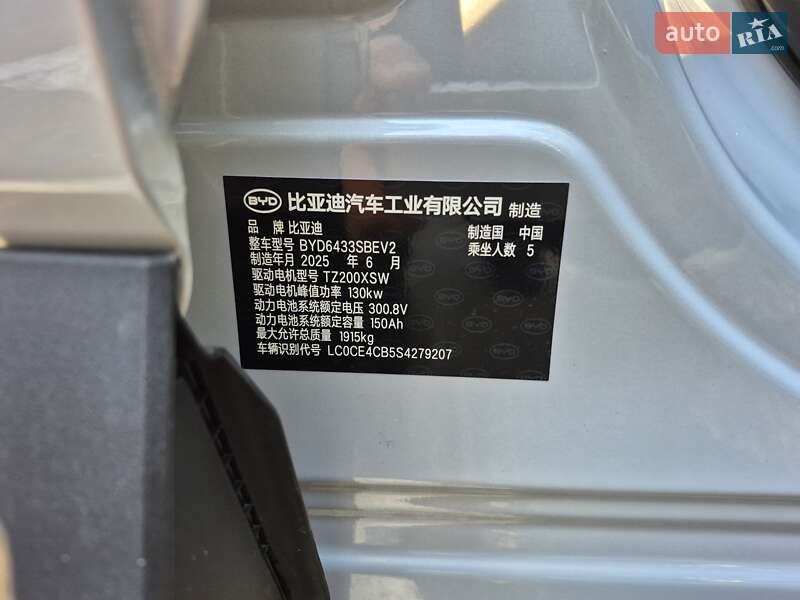 auto RIA
BYD 比亚迪汽车工业有限公司 制造
品 牌 比亚迪 制造国 中国
整车型号 BYD6433SBEV2 乘坐人数 5
制造年月 2025 年 6 月
驱动电机型号 TZ200XSW
驱动电机峰值功率 130kw
动力电池系统额定电压 300.8V
动力电池系统额定容量 150Ah
最大允许总质量 1915kg
车辆识别代号 LC0CE4CB5S4279207